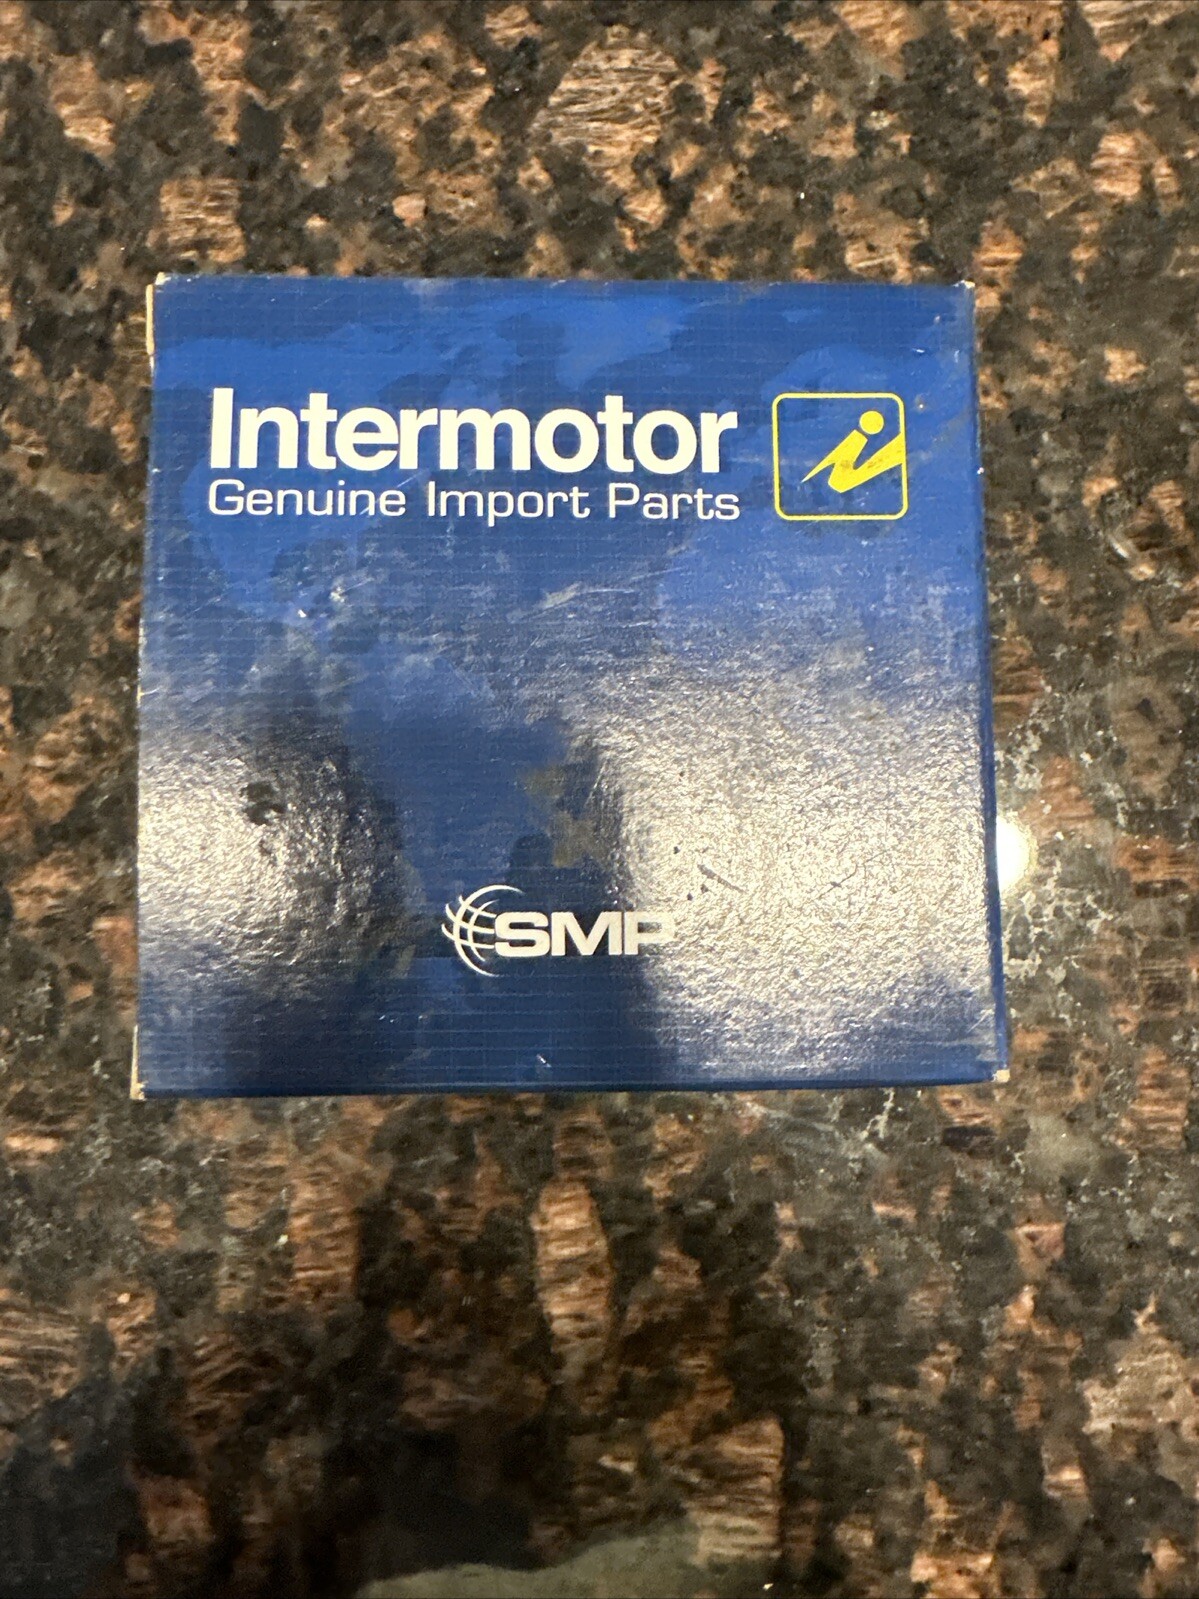 Intermotor
Genuine Import Parts
SMP